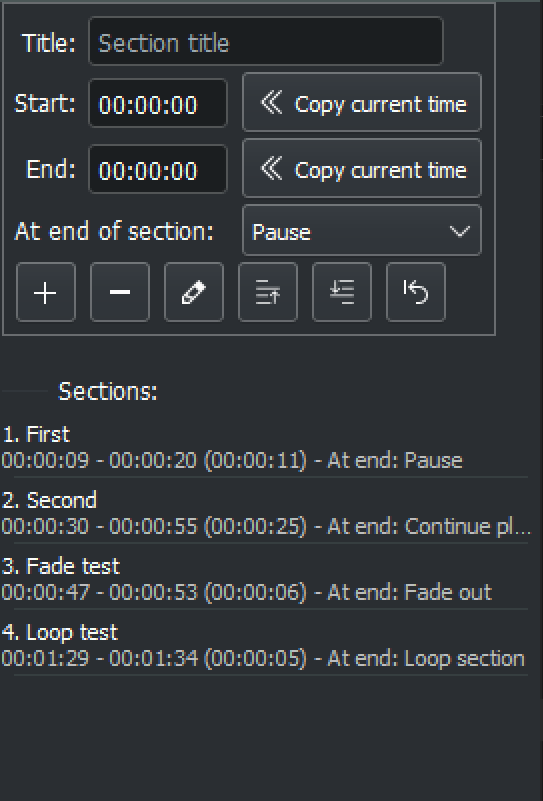 Title: Section title
Start: 00:00:00 Copy current time
End: 00:00:00 Copy current time
At end of section: Pause
Sections:
1. First
00:00:09 - 00:00:20 (00:00:11) - At end: Pause
2. Second
00:00:30 - 00:00:55 (00:00:25) - At end: Continue pl...
3. Fade test
00:00:47 - 00:00:53 (00:00:06) - At end: Fade out
4. Loop test
00:01:29 - 00:01:34 (00:00:05) - At end: Loop section